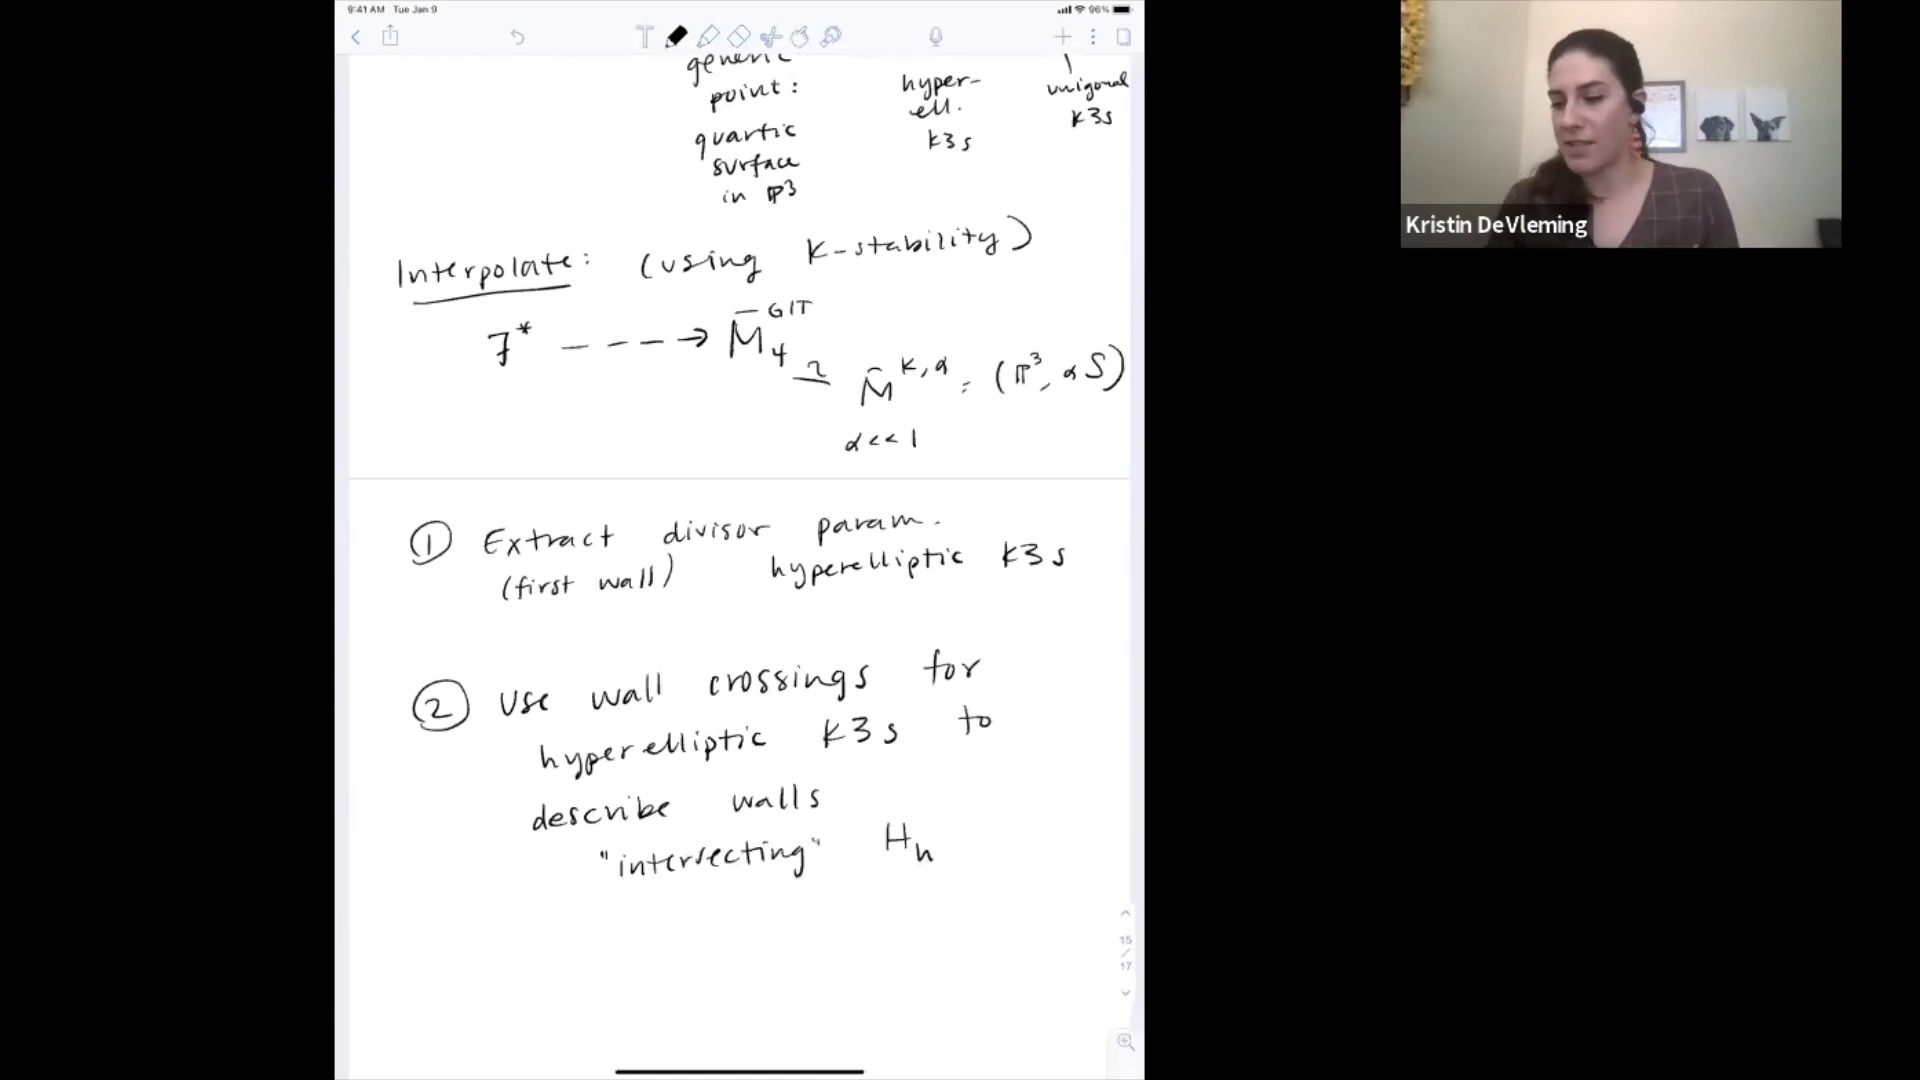 9:41 AM Tue Jan 9
96%
generic
point:
quartic
surface
in ℙ3
hyper-
ell.
K3s
unigonal
K3s
Interpolate: (using K-stability)
F* ----> M̄₄^GIT
≅ M̄^K,α = (ℙ³, αS)
α<<1
① Extract divisor param.
(first wall) hyperelliptic K3s
② Use wall crossings for
hyperelliptic K3s to
describe walls
"intersecting" Hₕ
15
/
17
Kristin DeVleming